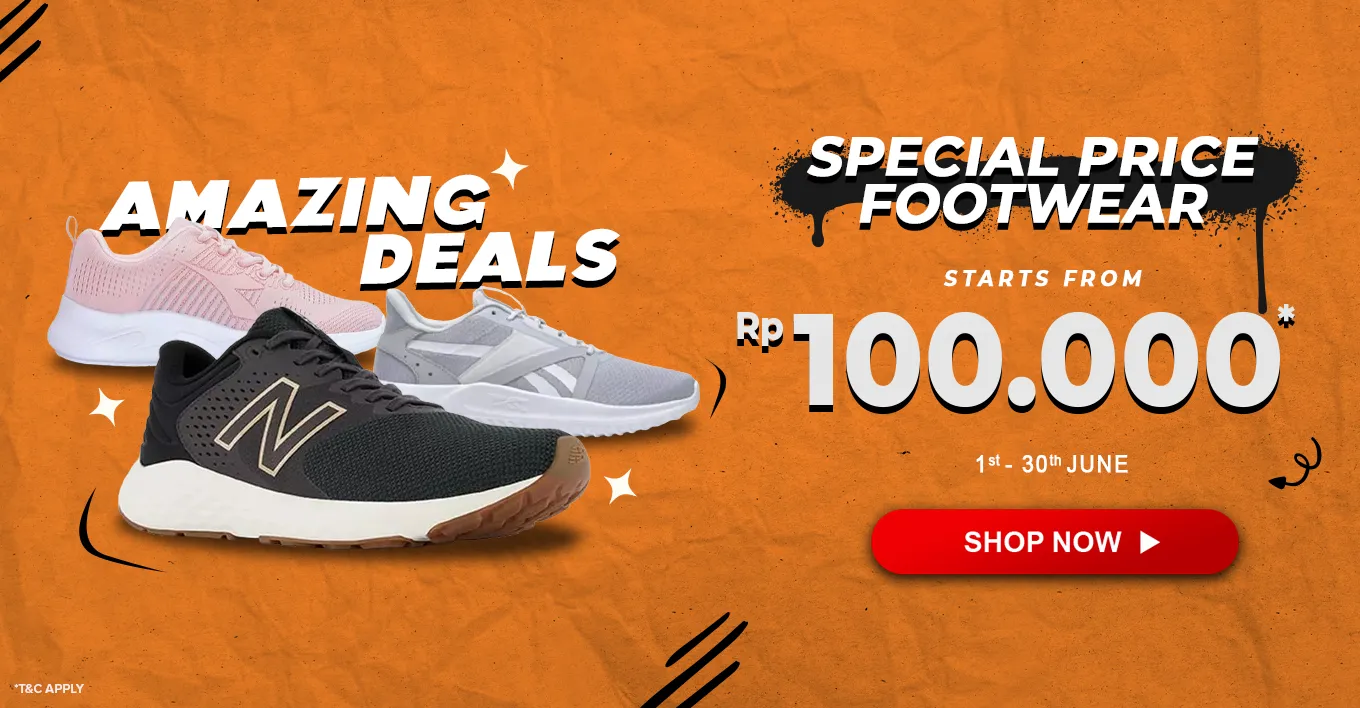 AMAZING
DEALS
N
SPECIAL PRICE
FOOTWEAR
STARTS FROM
Rp 100.000*
1st - 30th JUNE
SHOP NOW
*T&C APPLY